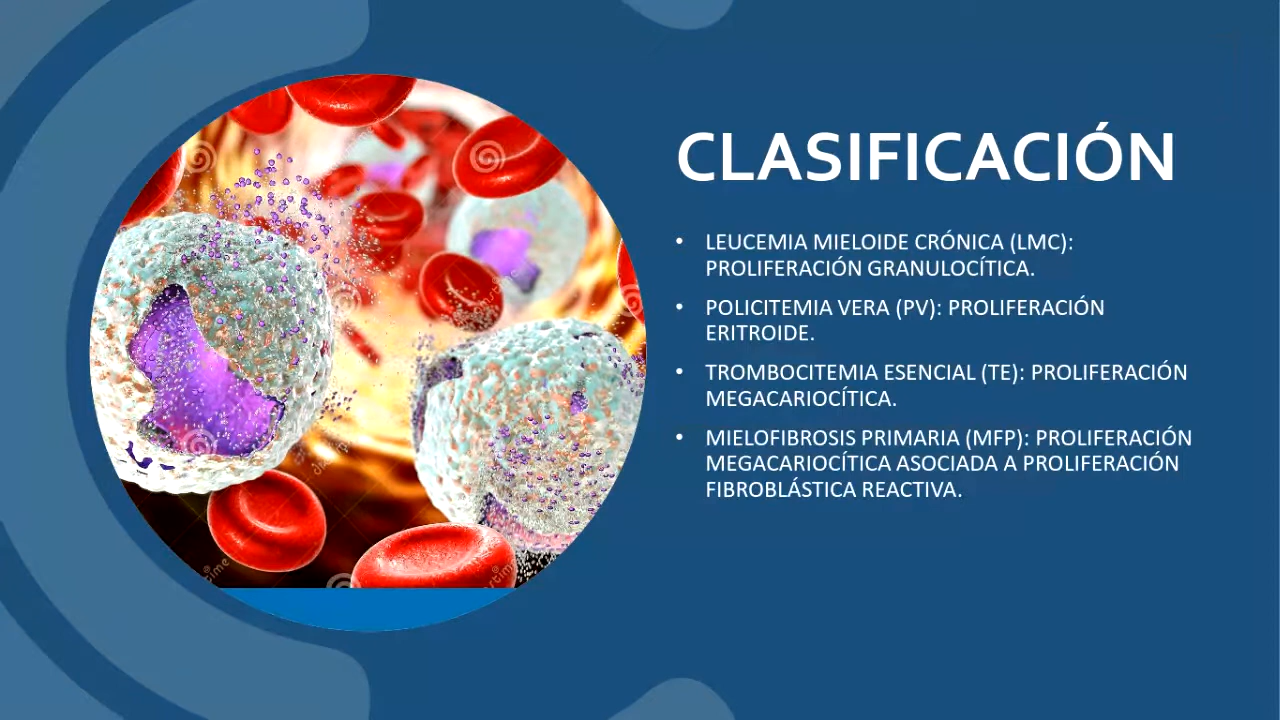 CLASIFICACIÓN
• LEUCEMIA MIELOIDE CRÓNICA (LMC):
PROLIFERACIÓN GRANULOCÍTICA.
• POLICITEMIA VERA (PV): PROLIFERACIÓN
ERITROIDE.
• TROMBOCITEMIA ESENCIAL (TE): PROLIFERACIÓN
MEGACARIOCÍTICA.
• MIELOFIBROSIS PRIMARIA (MFP): PROLIFERACIÓN
MEGACARIOCÍTICA ASOCIADA A PROLIFERACIÓN
FIBROBLÁSTICA REACTIVA.